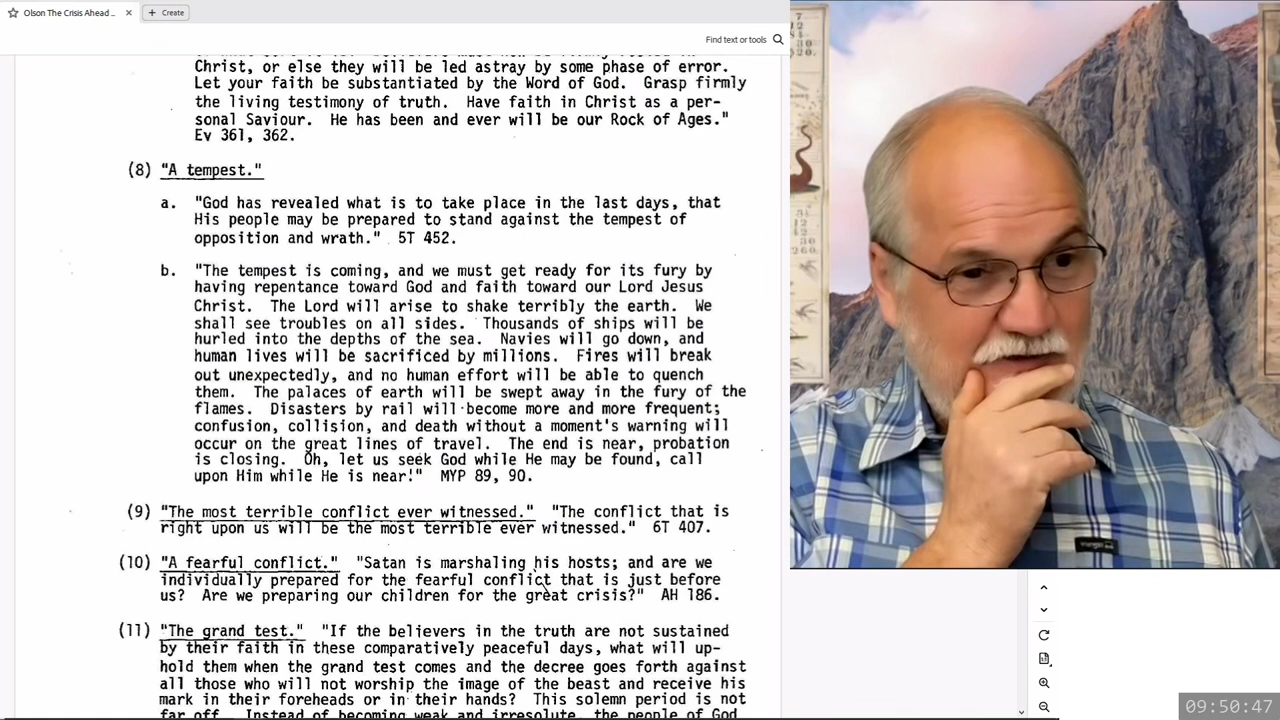 Olson The Crisis Ahead ...
Create
Find text or tools
Christ, or else they will be led astray by some phase of error.
Let your faith be substantiated by the Word of God. Grasp firmly
the living testimony of truth. Have faith in Christ as a per-
sonal Saviour. He has been and ever will be our Rock of Ages."
Ev 361, 362.
(8) "A tempest."
a. "God has revealed what is to take place in the last days, that
His people may be prepared to stand against the tempest of
opposition and wrath." 5T 452.
b. "The tempest is coming, and we must get ready for its fury by
having repentance toward God and faith toward our Lord Jesus
Christ. The Lord will arise to shake terribly the earth. We
shall see troubles on all sides. Thousands of ships will be
hurled into the depths of the sea. Navies will go down, and
human lives will be sacrificed by millions. Fires will break
out unexpectedly, and no human effort will be able to quench
them. The palaces of earth will be swept away in the fury of the
flames. Disasters by rail will become more and more frequent;
confusion, collision, and death without a moment's warning will
occur on the great lines of travel. The end is near, probation
is closing. Oh, let us seek God while He may be found, call
upon Him while He is near!" MYP 89, 90.
(9) "The most terrible conflict ever witnessed." "The conflict that is
right upon us will be the most terrible ever witnessed." 6T 407.
(10) "A fearful conflict." "Satan is marshaling his hosts; and are we
individually prepared for the fearful conflict that is just before
us? Are we preparing our children for the great crisis?" AH 186.
(11) "The grand test." "If the believers in the truth are not sustained
by their faith in these comparatively peaceful days, what will up-
hold them when the grand test comes and the decree goes forth against
all those who will not worship the image of the beast and receive his
mark in their foreheads or in their hands? This solemn period is not
far off. Instead of becoming weak and irresolute, the people of God
Wrangler
09:50:47